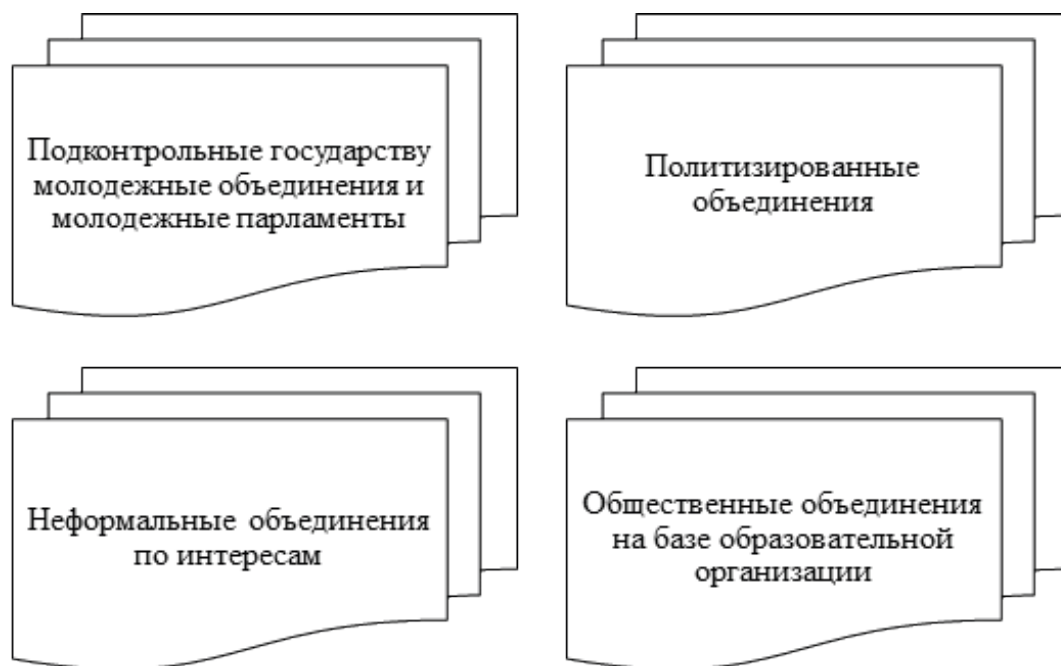 Подконтрольные государству
молодежные объединения и
молодежные парламенты
Политизированные
объединения
Неформальные объединения
по интересам
Общественные объединения
на базе образовательной
организации